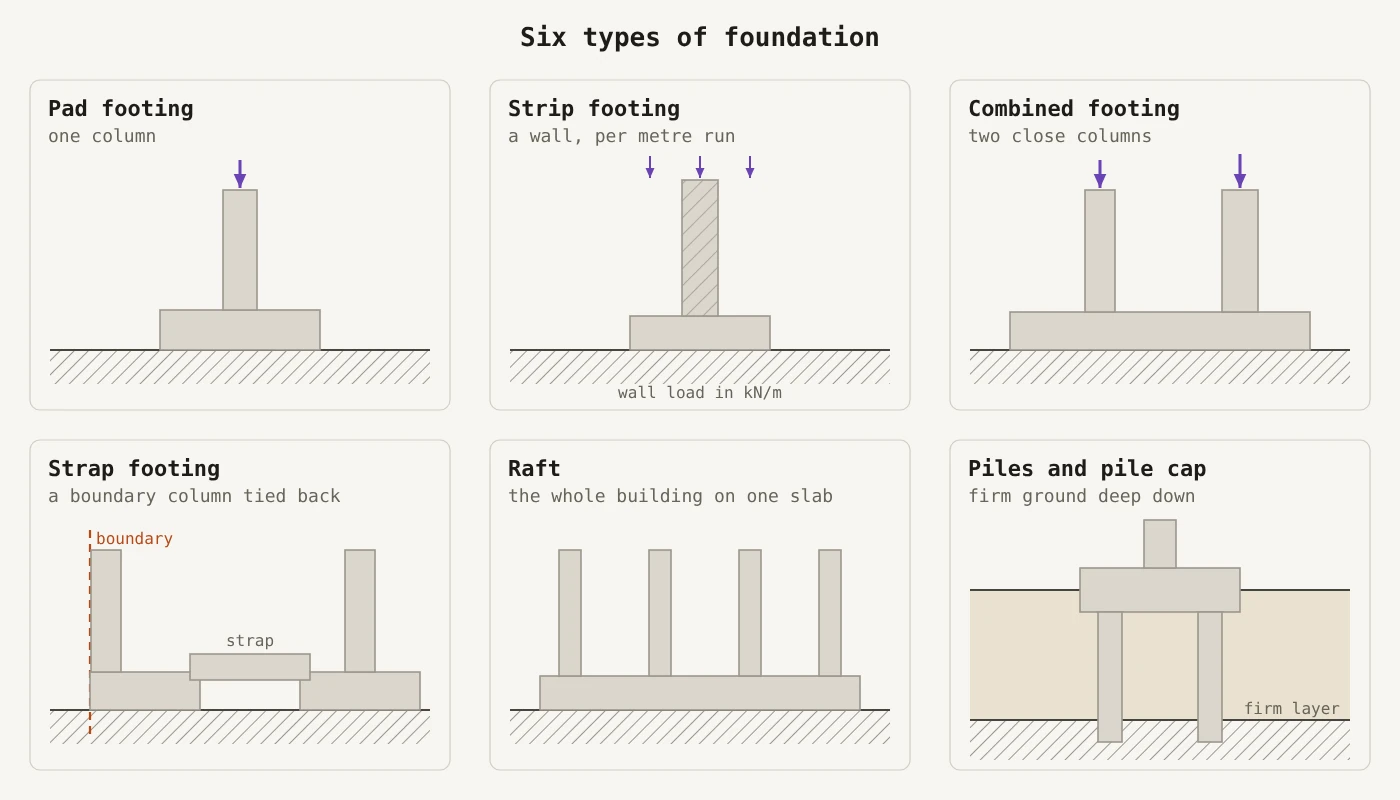 Six types of foundation
Pad footing
one column
Strip footing
a wall, per metre run
wall load in kN/m
Combined footing
two close columns
Strap footing
a boundary column tied back
boundary
strap
Raft
the whole building on one slab
Piles and pile cap
firm ground deep down
firm layer